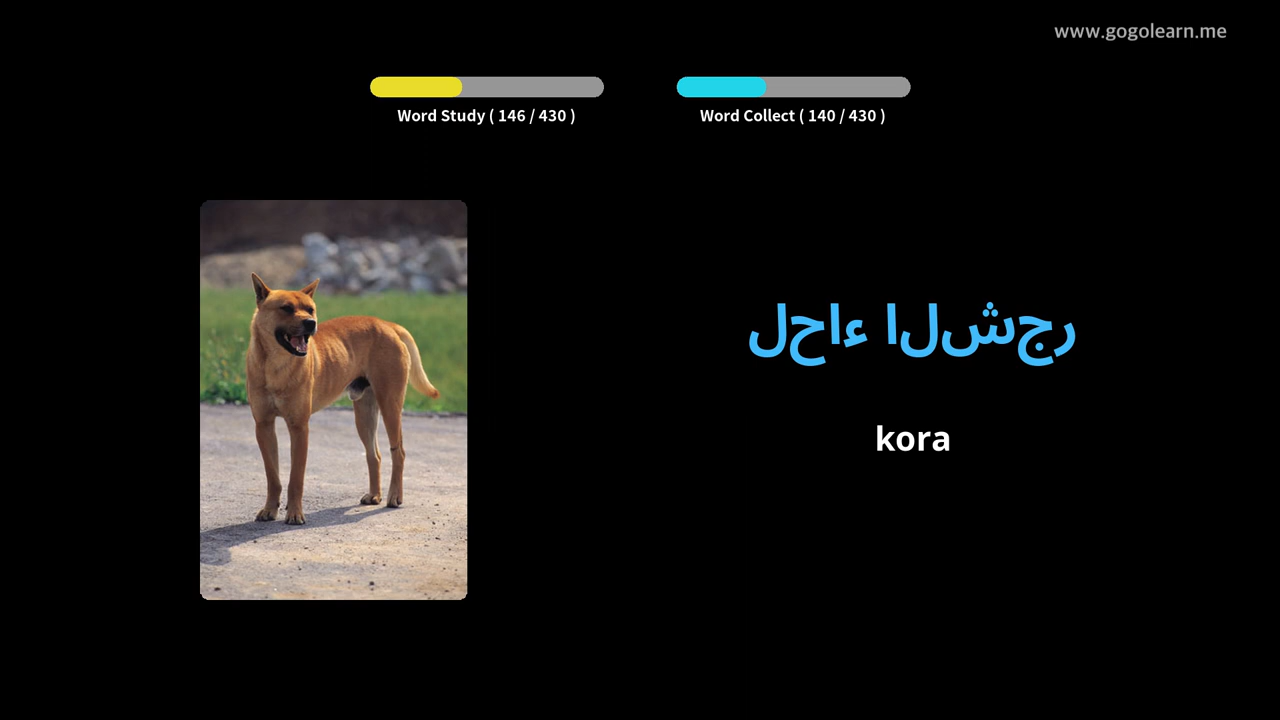 www.gogolearn.me
Word Study ( 146 / 430 )
Word Collect ( 140 / 430 )
لحاء الشجر
kora